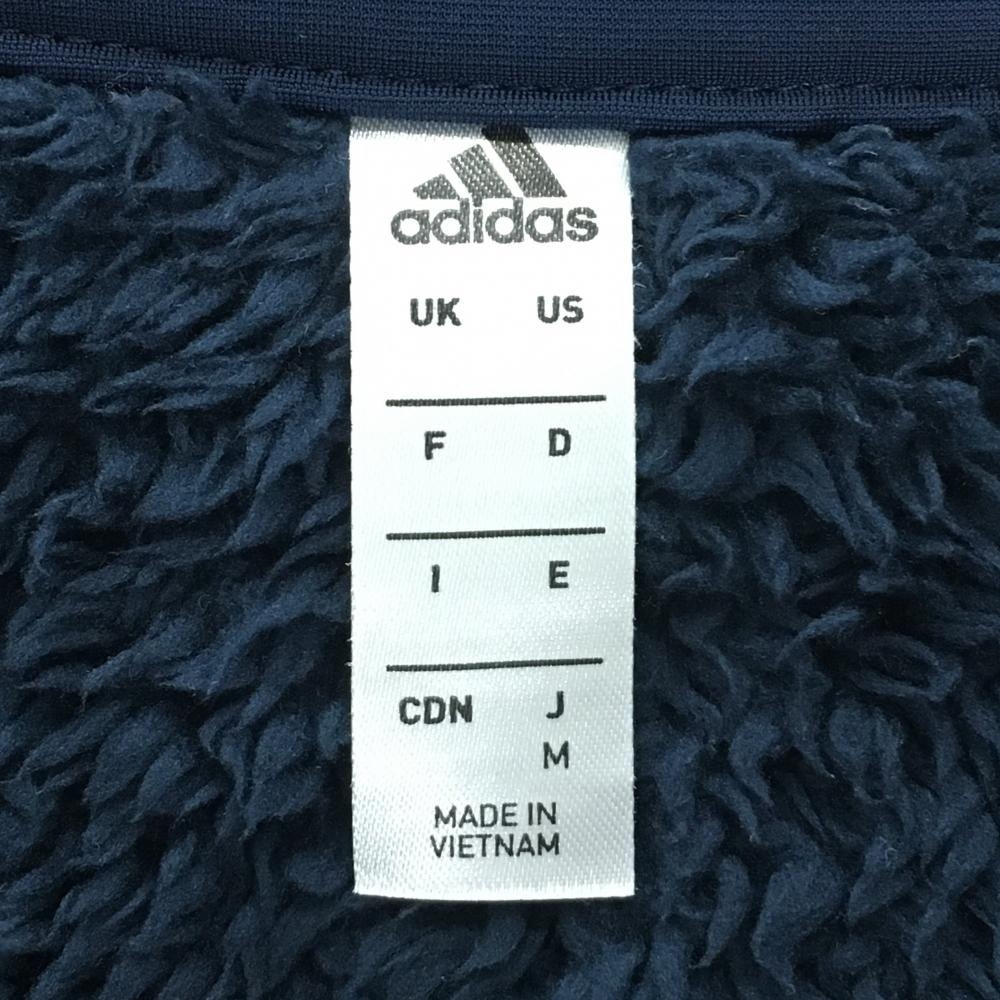 adidas
UK US
F D
I E
CDN J
M
MADE IN
VIETNAM